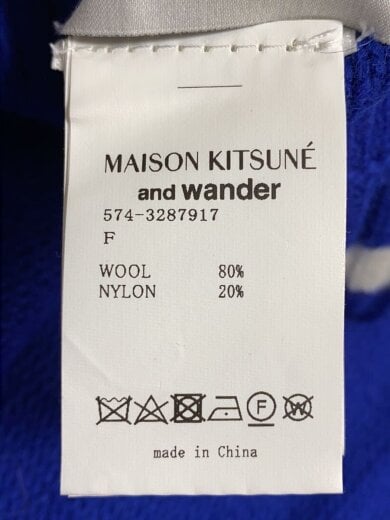 MAISON KITSUNÉ
and wander
574-3287917
F
WOOL 80%
NYLON 20%
F W
made in China